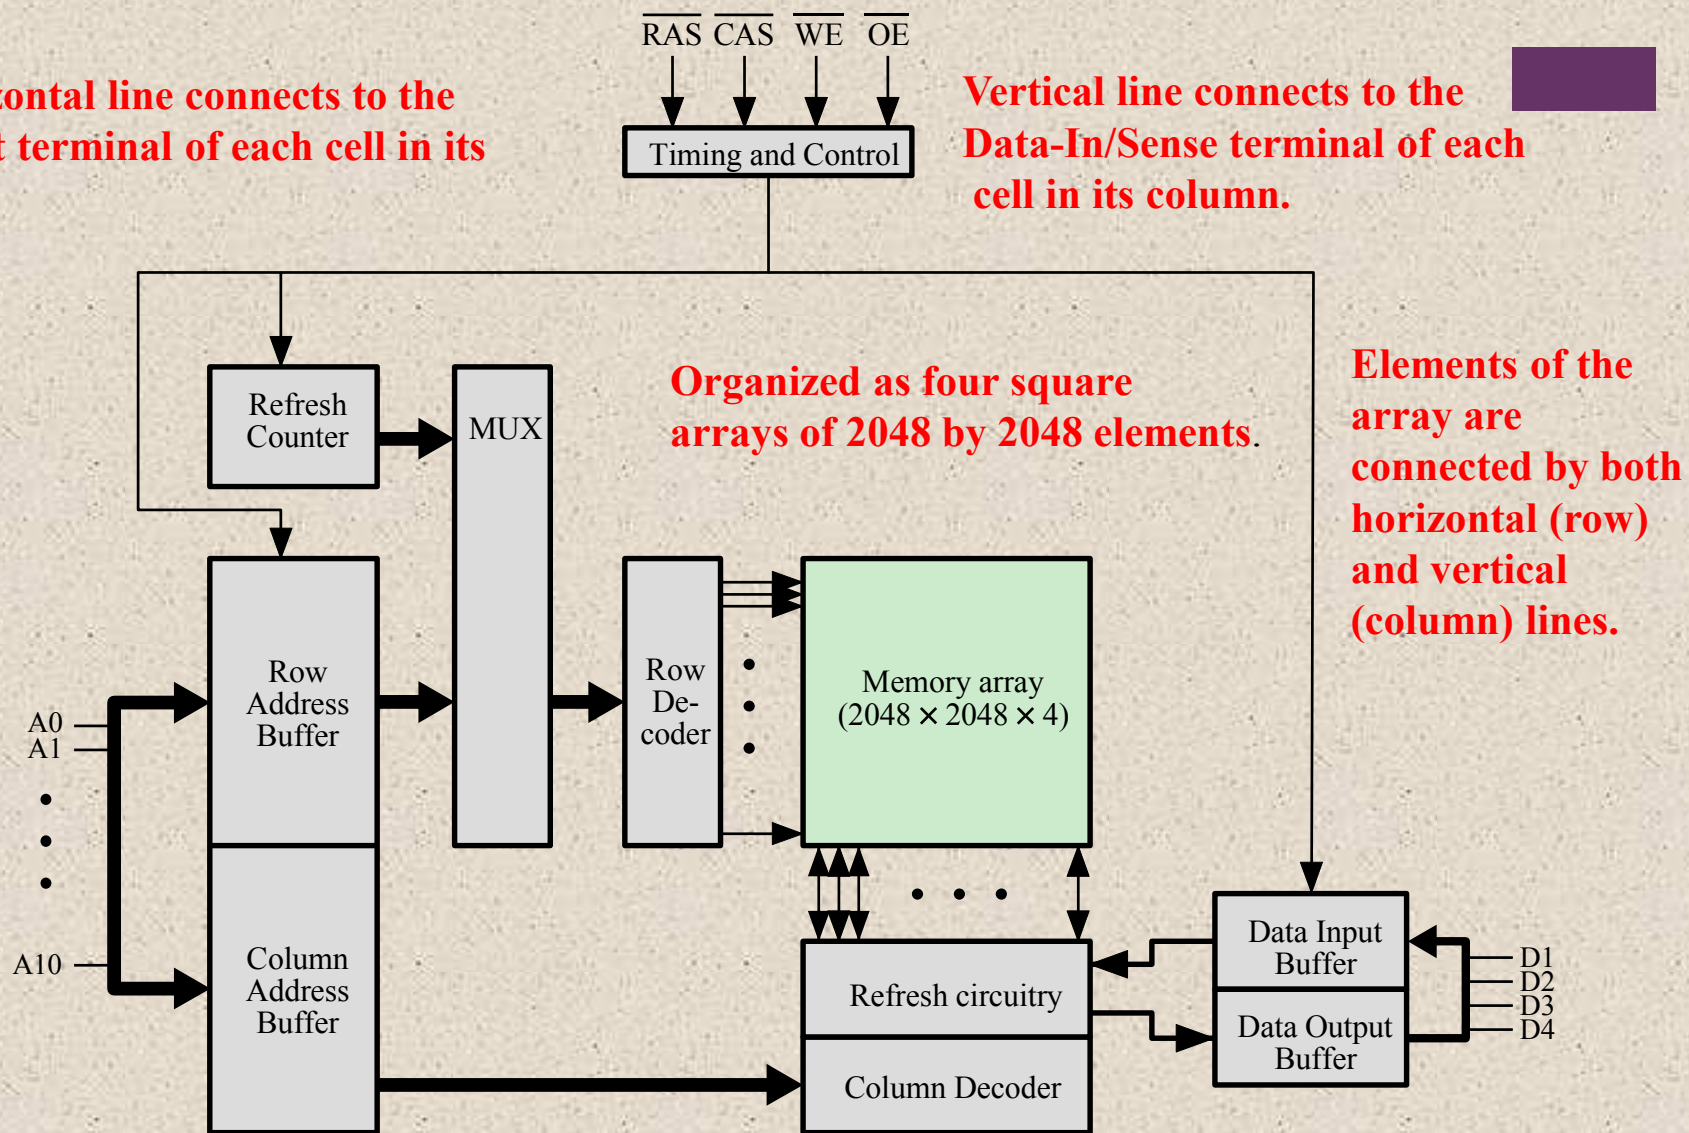 RAS CAS WE OE
zontal line connects to the
t terminal of each cell in its
Timing and Control
Vertical line connects to the
Data-In/Sense terminal of each
cell in its column.
Refresh
Counter
MUX
Organized as four square
arrays of 2048 by 2048 elements.
Elements of the
array are
connected by both
horizontal (row)
and vertical
(column) lines.
Row
Address
Buffer
Row
De-
coder
Memory array
(2048 × 2048 × 4)
A0
A1
A10
Column
Address
Buffer
Refresh circuitry
Column Decoder
Data Input
Buffer
Data Output
Buffer
D1
D2
D3
D4